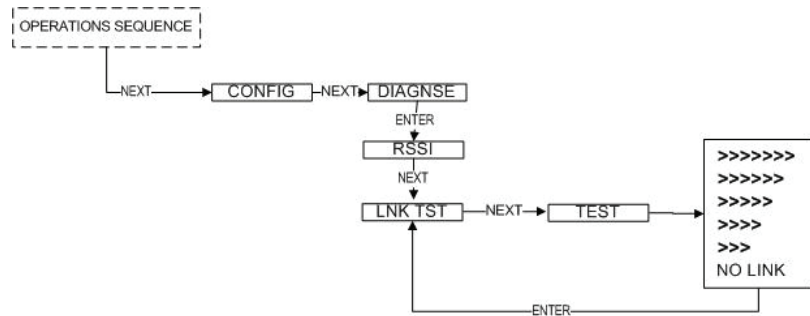 OPERATIONS SEQUENCE
NEXT
CONFIG
NEXT
DIAGNSE
ENTER
RSSI
NEXT
LNK TST
NEXT
TEST
>>>>>>>
>>>>>>
>>>>>
>>>>
>>>
NO LINK
ENTER